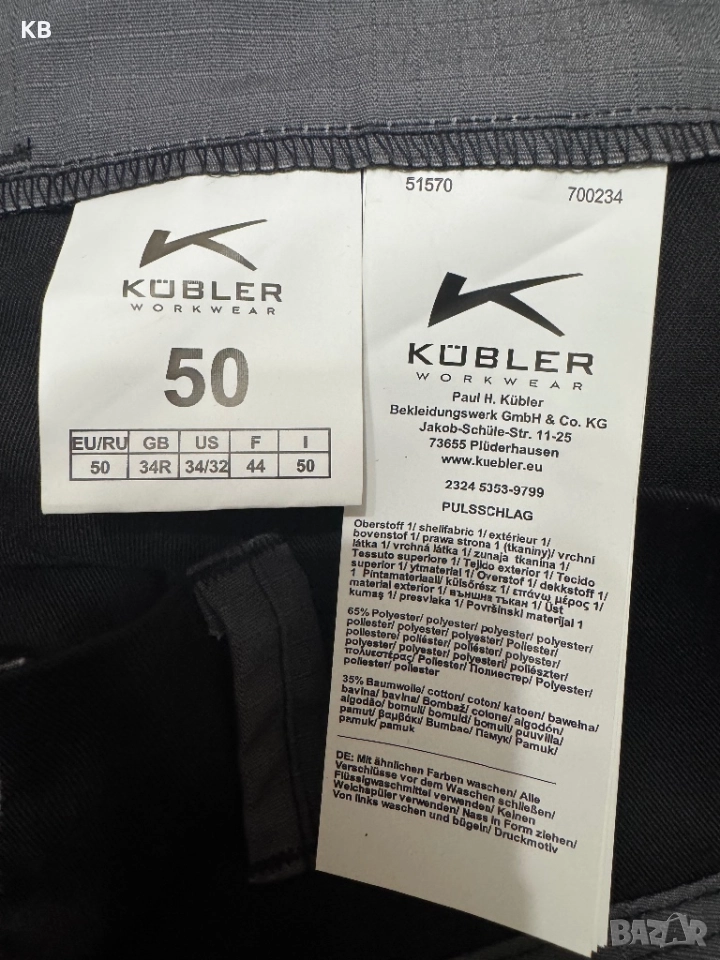 KB
KÜBLER
WORKWEAR
50
EU/RU GB US F I
50 34R 34/32 44 50
51570 700234
KÜBLER
WORKWEAR
Paul H. Kübler
Bekleidungswerk GmbH & Co. KG
Jakob-Schüle-Str. 11-25
73655 Plüderhausen
www.kuebler.eu
2324 5353-9799
PULSSCHLAG
Oberstoff 1/ shellfabric 1/ extérieur 1/
bovenstof 1/ prawa strona 1 (tkaniny)/ vrchní
látka 1/ vrchná látka 1/ zunaja tkanina 1/
Tessuto superiore 1/ Tejido exterior 1/ Tecido
superior 1/ ytmaterial 1/ Overstof 1/ dekkstoff 1/
1 Pintamateriaali/ külsőrész 1/ επάνω μέρος 1/
material exterior 1/ външна тъкан 1/ Üst
kumaş 1/ presvlaka 1/ Površinski materijal 1
65% Polyester/ polyester/ polyester/ polyester/
poliester/ polyester/ polyester/ poliester/
poliestere/ poliéster/ poliéster/ polyester/
polyester/ polyester/ polyesteri/ poliészter/
πολυεστέρας/ Poliester/ Полиестер/ Polyester/
poliester/ poliester
35% Baumwolle/ cotton/ coton/ katoen/ bawełna/
bavlna/ bavlna/ Bombaž/ cotone/ algodón/
algodão/ bomull/ bomuld/ bomull/ puuvilla/
pamut/ βαμβάκι/ Bumbac/ Памук/ Pamuk/
pamuk/ pamuk
DE: Mit ähnlichen Farben waschen/ Alle
Verschlüsse vor dem Waschen schließen/
Flüssigwaschmittel verwenden/ Keinen
Weichspüler verwenden/ Nass in Form ziehen/
Von links waschen und bügeln/ Druckmotiv
BAZAR